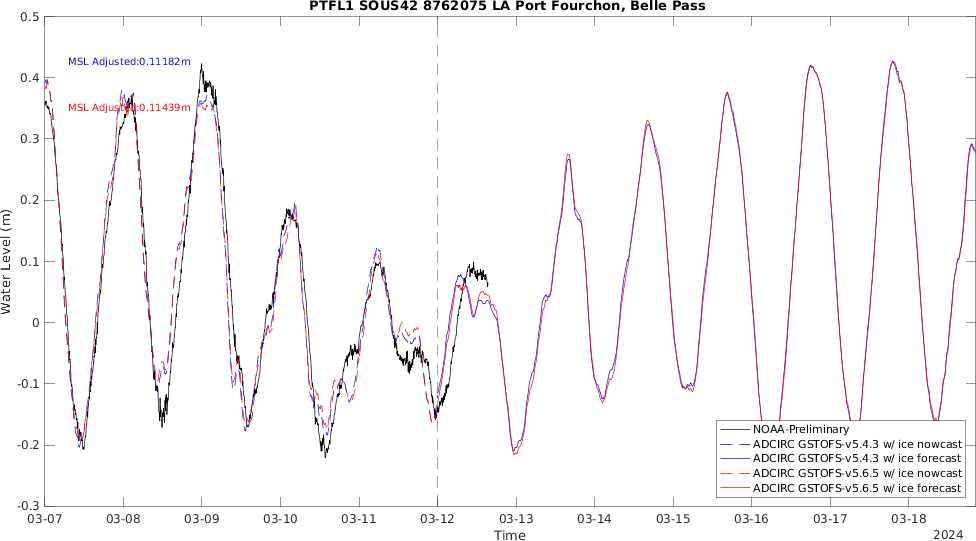 PTFL1 SOUS42 8762075 LA Port Fourchon, Belle Pass
0.5
0.4
0.3
0.2
0.1
0
-0.1
-0.2
-0.3
Water Level (m)
MSL Adjusted:0.11182m
MSL Adjusted:0.11439m
NOAA-Preliminary
ADCIRC GSTOFS-v5.4.3 w/ ice nowcast
ADCIRC GSTOFS-v5.4.3 w/ ice forecast
ADCIRC GSTOFS-v5.6.5 w/ ice nowcast
ADCIRC GSTOFS-v5.6.5 w/ ice forecast
03-07 03-08 03-09 03-10 03-11 03-12 03-13 03-14 03-15 03-16 03-17 03-18
Time
2024